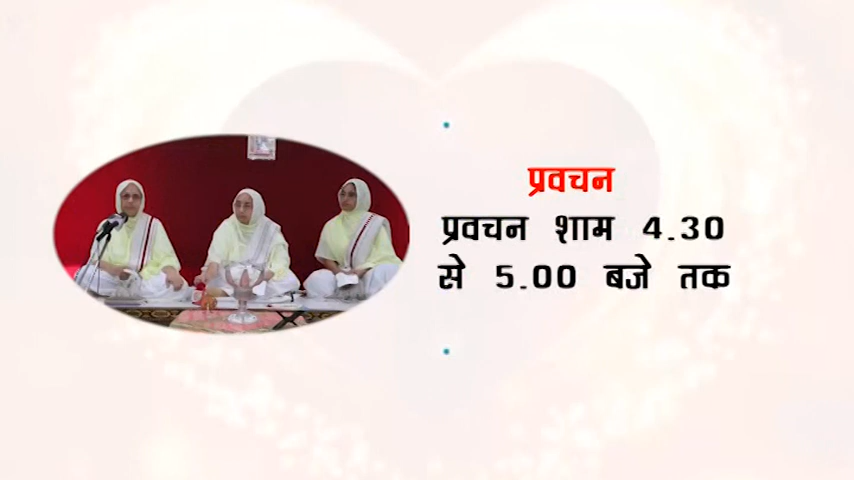 प्रवचन
प्रवचन शाम 4.30
से 5.00 बजे तक